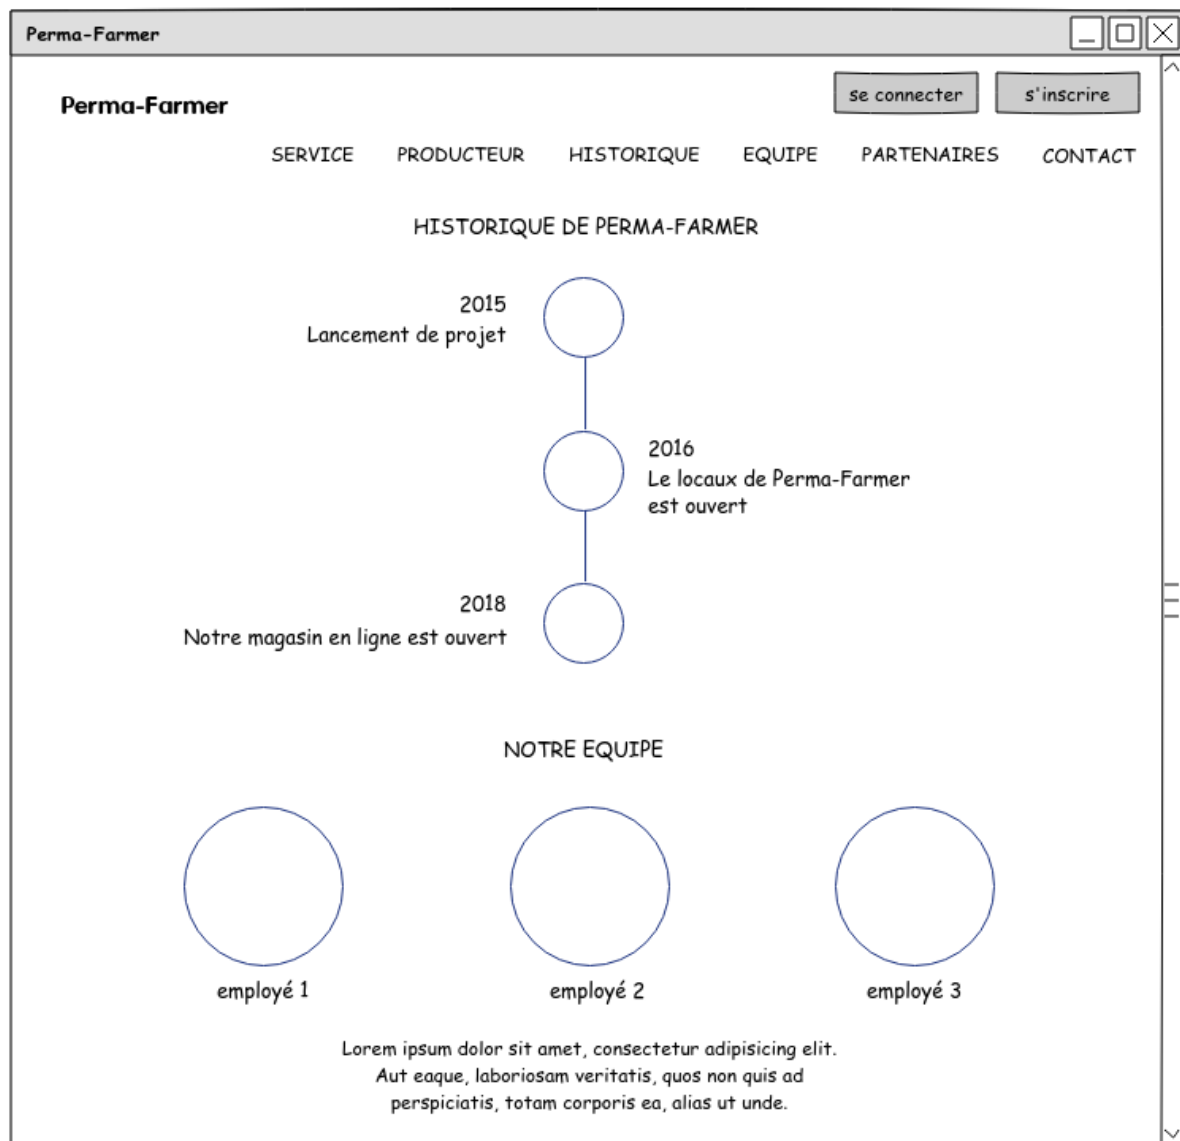 Perma-Farmer
Perma-Farmer
se connecter
s'inscrire
SERVICE
PRODUCTEUR
HISTORIQUE
EQUIPE
PARTENAIRES
CONTACT
HISTORIQUE DE PERMA-FARMER
2015
Lancement de projet
2016
Le locaux de Perma-Farmer
est ouvert
2018
Notre magasin en ligne est ouvert
NOTRE EQUIPE
employé 1
employé 2
employé 3
Lorem ipsum dolor sit amet, consectetur adipisicing elit.
Aut eaque, laboriosam veritatis, quos non quis ad
perspiciatis, totam corporis ea, alias ut unde.